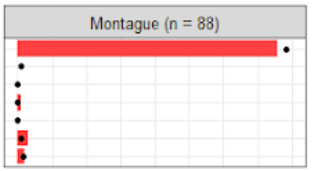 Montague (n = 88)